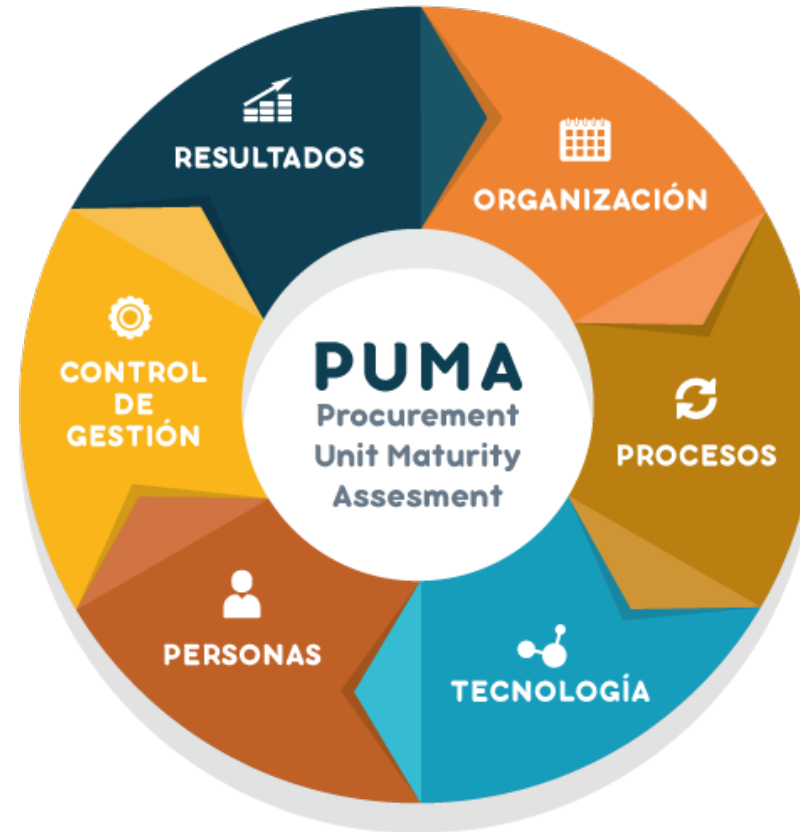 RESULTADOS
ORGANIZACIÓN
PROCESOS
TECNOLOGÍA
PERSONAS
CONTROL
DE
GESTIÓN
PUMA
Procurement
Unit Maturity
Assesment